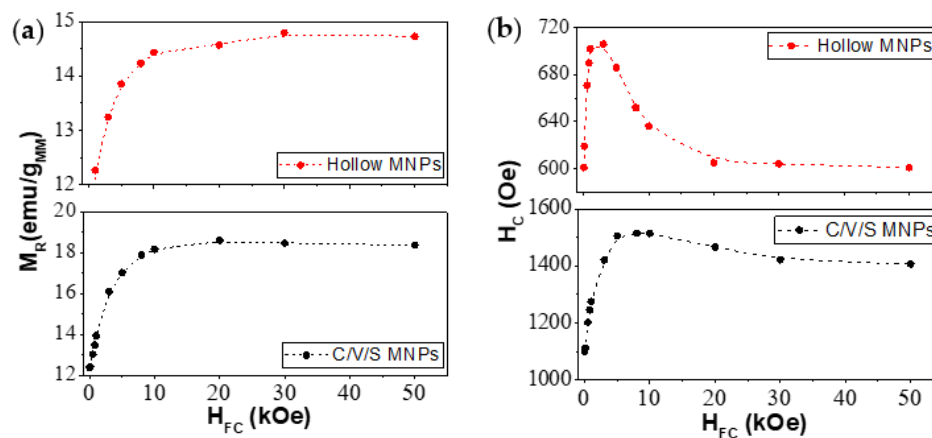 (a)
15
14
13
12
Hollow MNPs
20
18
16
14
12
C/V/S MNPs
M_R(emu/g_MM)
0 10 20 30 40 50
H_FC (kOe)
(b)
720
680
640
600
Hollow MNPs
1600
1400
1200
1000
C/V/S MNPs
H_C (Oe)
0 10 20 30 40 50
H_FC (kOe)